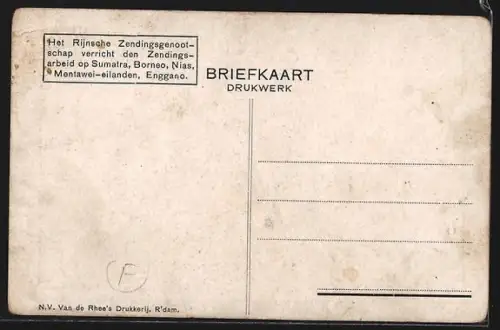 Het Rijnsche Zendingsgenoot-
schap verricht den Zendings-
arbeid op Sumatra, Borneo, Nias,
Mentawei-eilanden, Enggano.
BRIEFKAART
DRUKWERK
F
N.V. Van de Rhee's Drukkerij, R'dam.